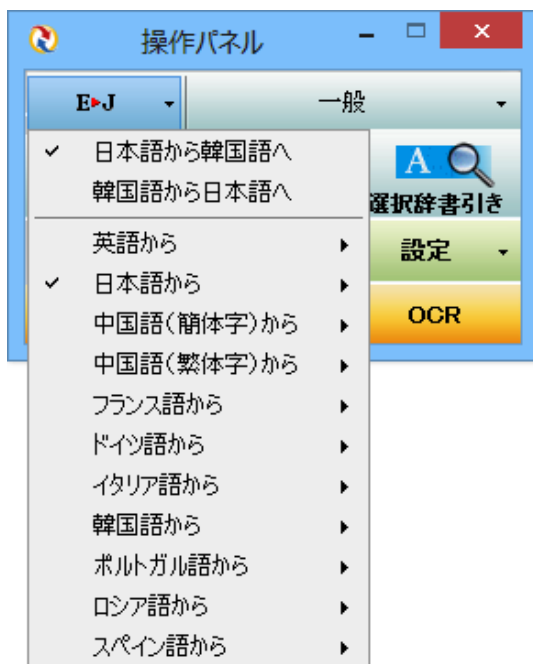 操作パネル
E▸J
一般
日本語から韓国語へ
韓国語から日本語へ
A
選択辞書引き
英語から
設定
日本語から
中国語(簡体字)から
OCR
中国語(繁体字)から
フランス語から
ドイツ語から
イタリア語から
韓国語から
ポルトガル語から
ロシア語から
スペイン語から